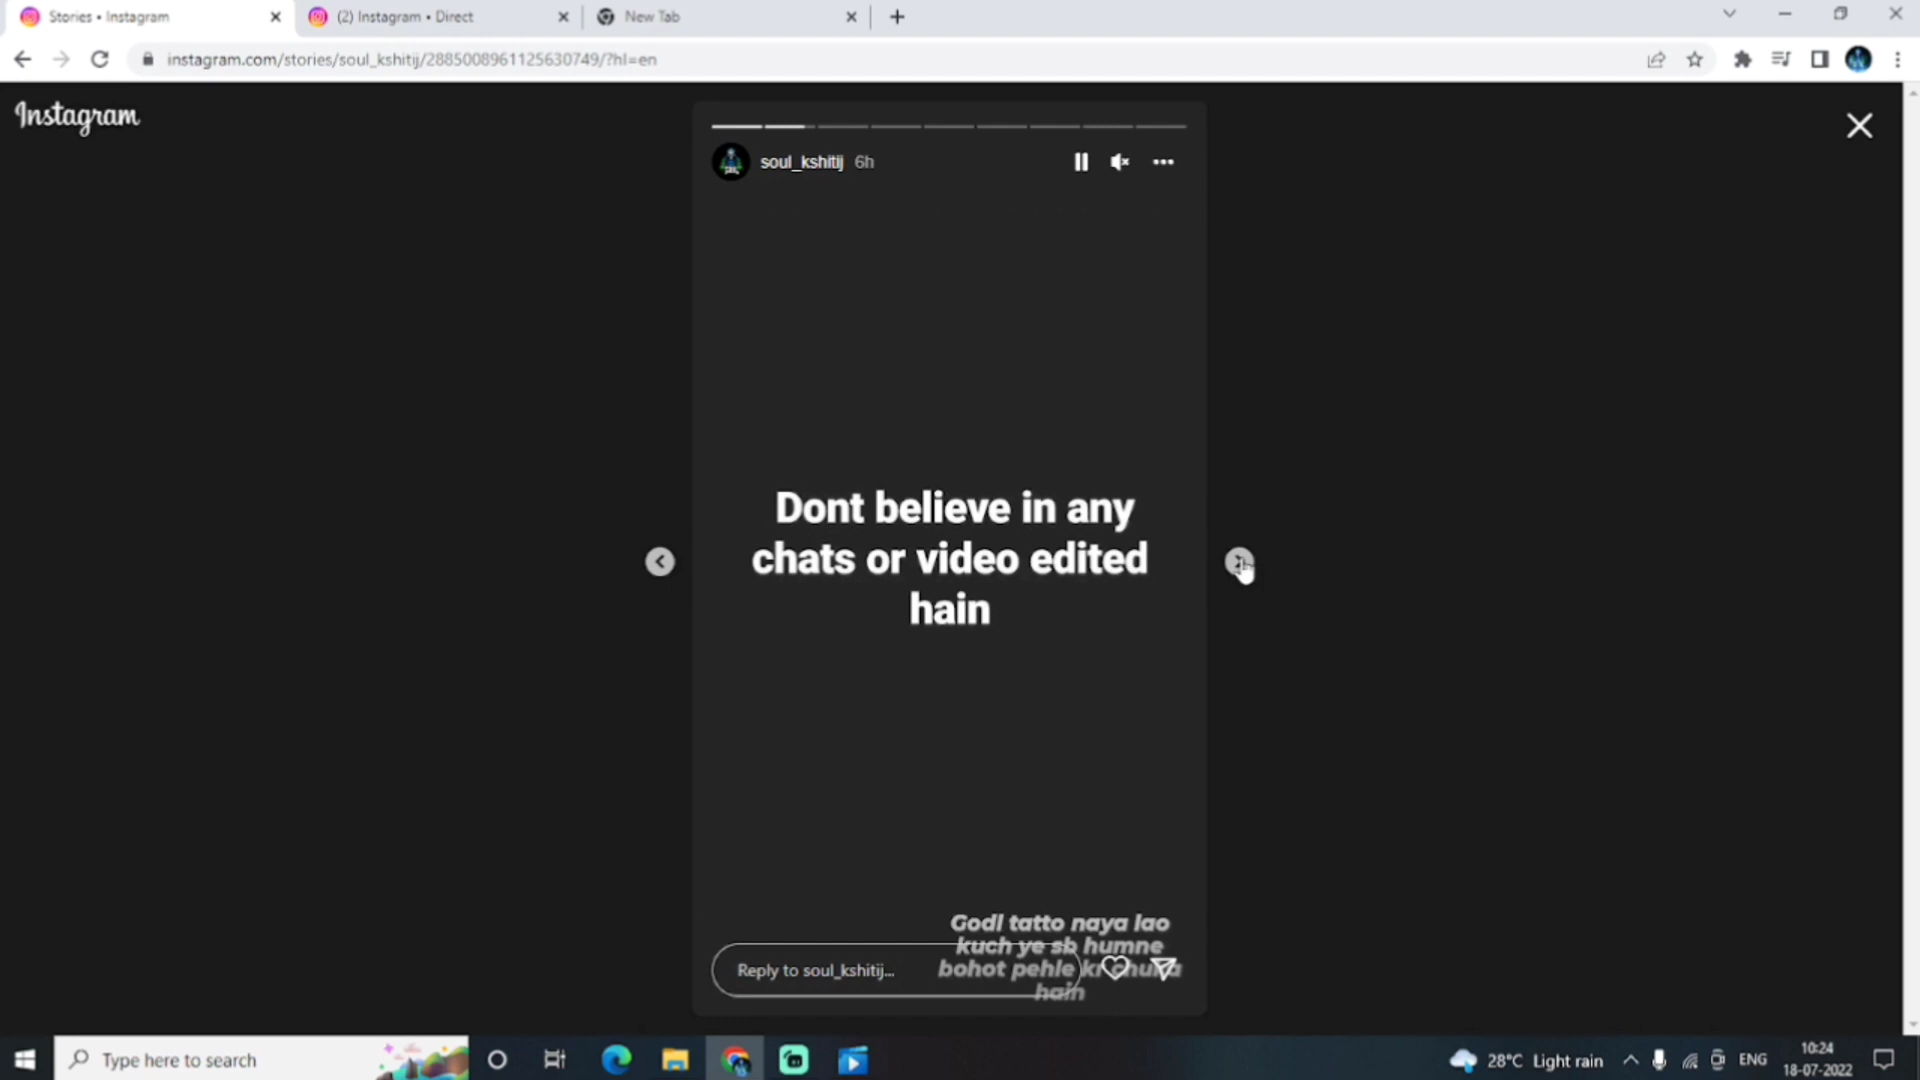 Stories • Instagram
(2) Instagram • Direct
New Tab
instagram.com/stories/soul_kshitij/2885008961125630749/?hl=en
Instagram
soul_kshitij 6h
Dont believe in any
chats or video edited
hain
Godl tatto naya lao
kuch ye sb humne
bohot pehle kr chuka
hain
Reply to soul_kshitij...
Type here to search
28°C Light rain
ENG
10:24
18-07-2022